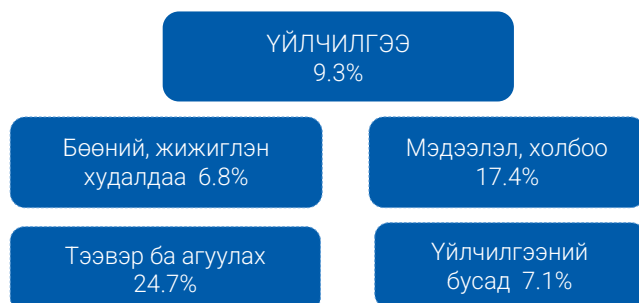 ҮЙЛЧИЛГЭЭ
9.3%
Бөөний, жижиглэн
худалдаа 6.8%
Мэдээлэл, холбоо
17.4%
Тээвэр ба агуулах
24.7%
Үйлчилгээний
бусад 7.1%